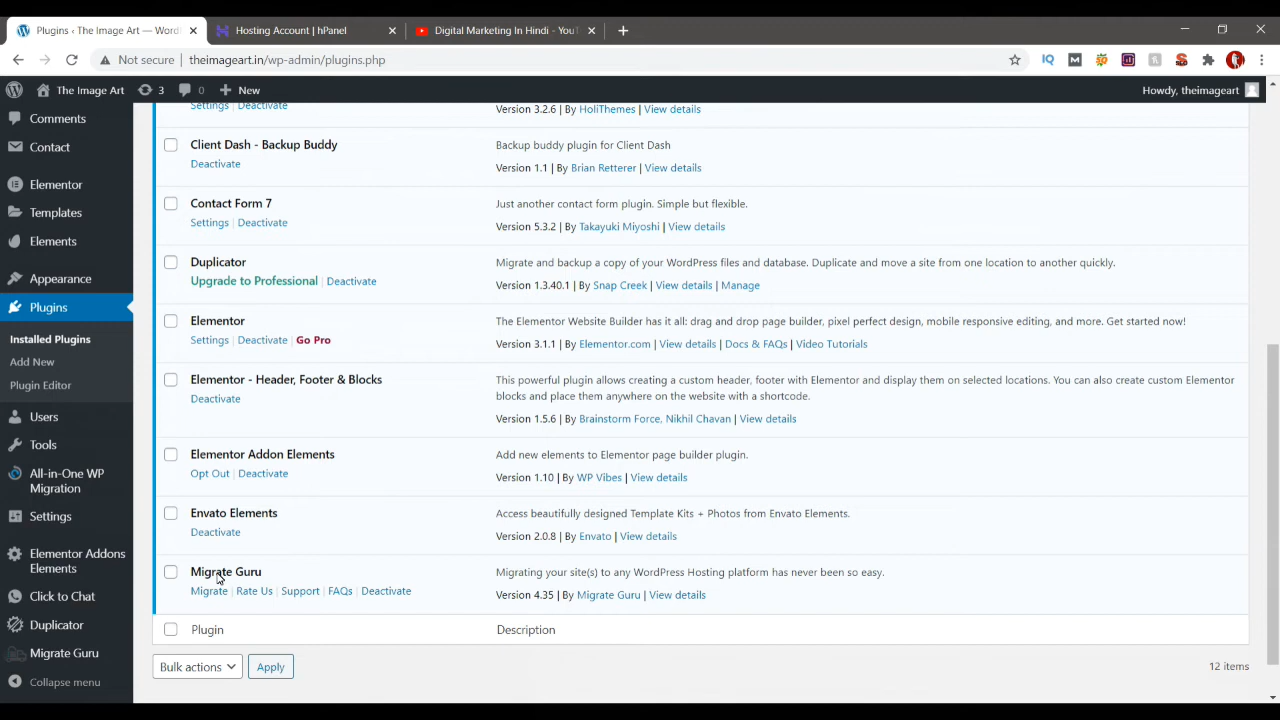 Plugins ‹ The Image Art — Word
Hosting Account | hPanel
Digital Marketing In Hindi - YouT
Not secure | theimageart.in/wp-admin/plugins.php
The Image Art 3 0 New
Howdy, theimageart
Comments
Contact
Elementor
Templates
Elements
Appearance
Plugins
Installed Plugins
Add New
Plugin Editor
Users
Tools
All-in-One WP
Migration
Settings
Elementor Addons
Elements
Click to Chat
Duplicator
Migrate Guru
Collapse menu
Settings | Deactivate
Version 3.2.6 | By HoliThemes | View details
Client Dash - Backup Buddy
Deactivate
Backup buddy plugin for Client Dash
Version 1.1 | By Brian Retterer | View details
Contact Form 7
Settings | Deactivate
Just another contact form plugin. Simple but flexible.
Version 5.3.2 | By Takayuki Miyoshi | View details
Duplicator
Upgrade to Professional | Deactivate
Migrate and backup a copy of your WordPress files and database. Duplicate and move a site from one location to another quickly.
Version 1.3.40.1 | By Snap Creek | View details | Manage
Elementor
Settings | Deactivate | Go Pro
The Elementor Website Builder has it all: drag and drop page builder, pixel perfect design, mobile responsive editing, and more. Get started now!
Version 3.1.1 | By Elementor.com | View details | Docs & FAQs | Video Tutorials
Elementor - Header, Footer & Blocks
Deactivate
This powerful plugin allows creating a custom header, footer with Elementor and display them on selected locations. You can also create custom Elementor
blocks and place them anywhere on the website with a shortcode.
Version 1.5.6 | By Brainstorm Force, Nikhil Chavan | View details
Elementor Addon Elements
Opt Out | Deactivate
Add new elements to Elementor page builder plugin.
Version 1.10 | By WP Vibes | View details
Envato Elements
Deactivate
Access beautifully designed Template Kits + Photos from Envato Elements.
Version 2.0.8 | By Envato | View details
Migrate Guru
Migrate | Rate Us | Support | FAQs | Deactivate
Migrating your site(s) to any WordPress Hosting platform has never been so easy.
Version 4.35 | By Migrate Guru | View details
Plugin
Description
Bulk actions
Apply
12 items